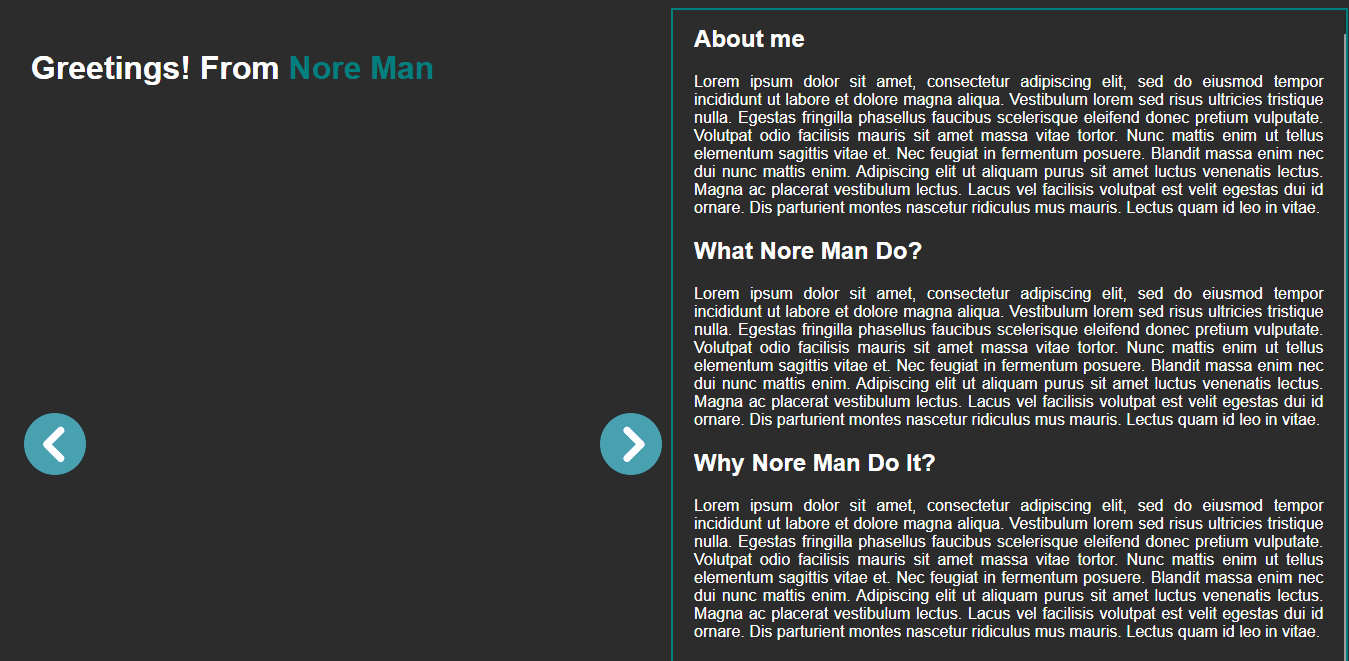 Greetings! From Nore Man
About me
Lorem ipsum dolor sit amet, consectetur adipiscing elit, sed do eiusmod tempor
incididunt ut labore et dolore magna aliqua. Vestibulum lorem sed risus ultricies tristique
nulla. Egestas fringilla phasellus faucibus scelerisque eleifend donec pretium vulputate.
Volutpat odio facilisis mauris sit amet massa vitae tortor. Nunc mattis enim ut tellus
elementum sagittis vitae et. Nec feugiat in fermentum posuere. Blandit massa enim nec
dui nunc mattis enim. Adipiscing elit ut aliquam purus sit amet luctus venenatis lectus.
Magna ac placerat vestibulum lectus. Lacus vel facilisis volutpat est velit egestas dui id
ornare. Dis parturient montes nascetur ridiculus mus mauris. Lectus quam id leo in vitae.
What Nore Man Do?
Lorem ipsum dolor sit amet, consectetur adipiscing elit, sed do eiusmod tempor
incididunt ut labore et dolore magna aliqua. Vestibulum lorem sed risus ultricies tristique
nulla. Egestas fringilla phasellus faucibus scelerisque eleifend donec pretium vulputate.
Volutpat odio facilisis mauris sit amet massa vitae tortor. Nunc mattis enim ut tellus
elementum sagittis vitae et. Nec feugiat in fermentum posuere. Blandit massa enim nec
dui nunc mattis enim. Adipiscing elit ut aliquam purus sit amet luctus venenatis lectus.
Magna ac placerat vestibulum lectus. Lacus vel facilisis volutpat est velit egestas dui id
ornare. Dis parturient montes nascetur ridiculus mus mauris. Lectus quam id leo in vitae.
Why Nore Man Do It?
Lorem ipsum dolor sit amet, consectetur adipiscing elit, sed do eiusmod tempor
incididunt ut labore et dolore magna aliqua. Vestibulum lorem sed risus ultricies tristique
nulla. Egestas fringilla phasellus faucibus scelerisque eleifend donec pretium vulputate.
Volutpat odio facilisis mauris sit amet massa vitae tortor. Nunc mattis enim ut tellus
elementum sagittis vitae et. Nec feugiat in fermentum posuere. Blandit massa enim nec
dui nunc mattis enim. Adipiscing elit ut aliquam purus sit amet luctus venenatis lectus.
Magna ac placerat vestibulum lectus. Lacus vel facilisis volutpat est velit egestas dui id
ornare. Dis parturient montes nascetur ridiculus mus mauris. Lectus quam id leo in vitae.